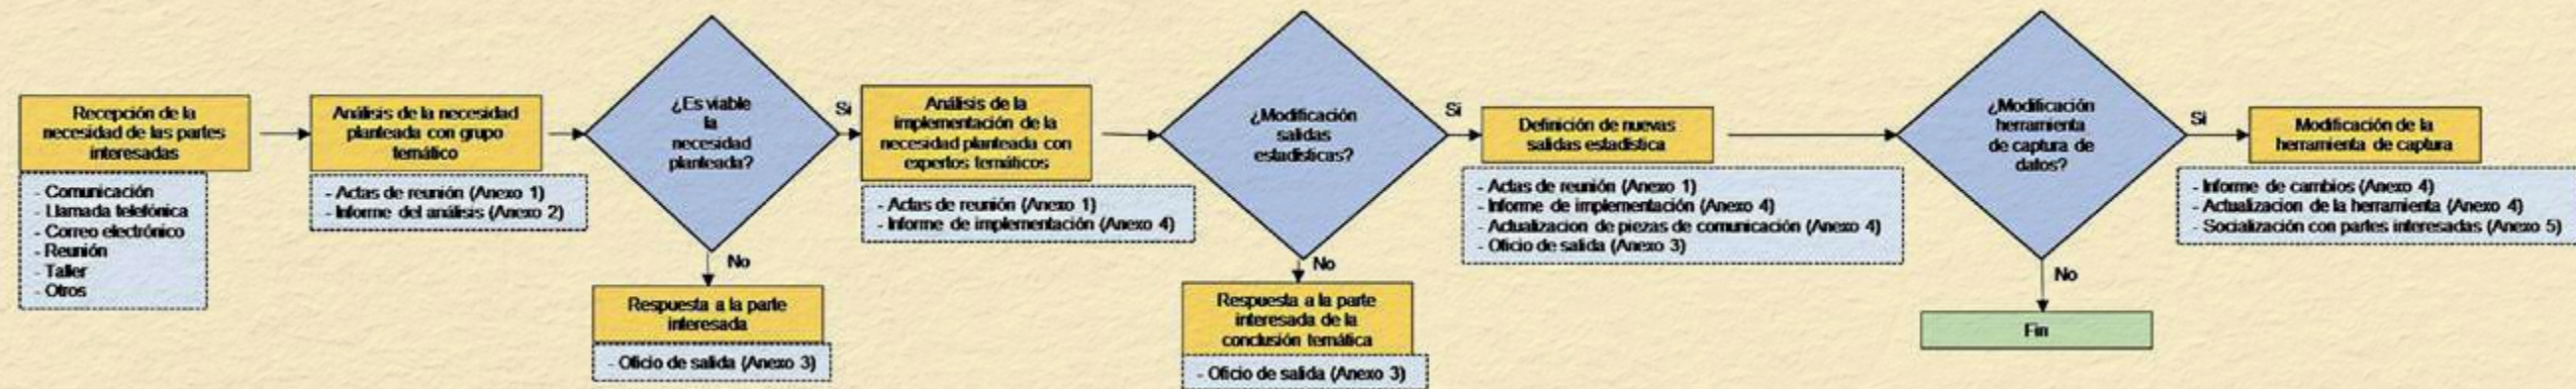 Recepción de la
necesidad de las partes
interesadas
- Comunicación
- Llamada telefónica
- Correo electrónico
- Reunión
- Taller
- Otros
Análisis de la necesidad
planteada con grupo
temático
- Actas de reunión (Anexo 1)
- Informe del análisis (Anexo 2)
¿Es viable
la
necesidad
planteada?
Si
No
Respuesta a la parte
interesada
- Oficio de salida (Anexo 3)
Análisis de la
implementación de la
necesidad planteada con
expertos temáticos
- Actas de reunión (Anexo 1)
- Informe de implementación (Anexo 4)
¿Modificación
salidas
estadísticas?
Si
No
Respuesta a la parte
interesada de la
conclusión temática
- Oficio de salida (Anexo 3)
Definición de nuevas
salidas estadística
- Actas de reunión (Anexo 1)
- Informe de implementación (Anexo 4)
- Actualizacion de piezas de comunicación (Anexo 4)
- Oficio de salida (Anexo 3)
¿Modificación
herramienta
de captura de
datos?
Si
No
Fin
Modificación de la
herramienta de captura
- Informe de cambios (Anexo 4)
- Actualizacion de la herramienta (Anexo 4)
- Socialización con partes interesadas (Anexo 5)